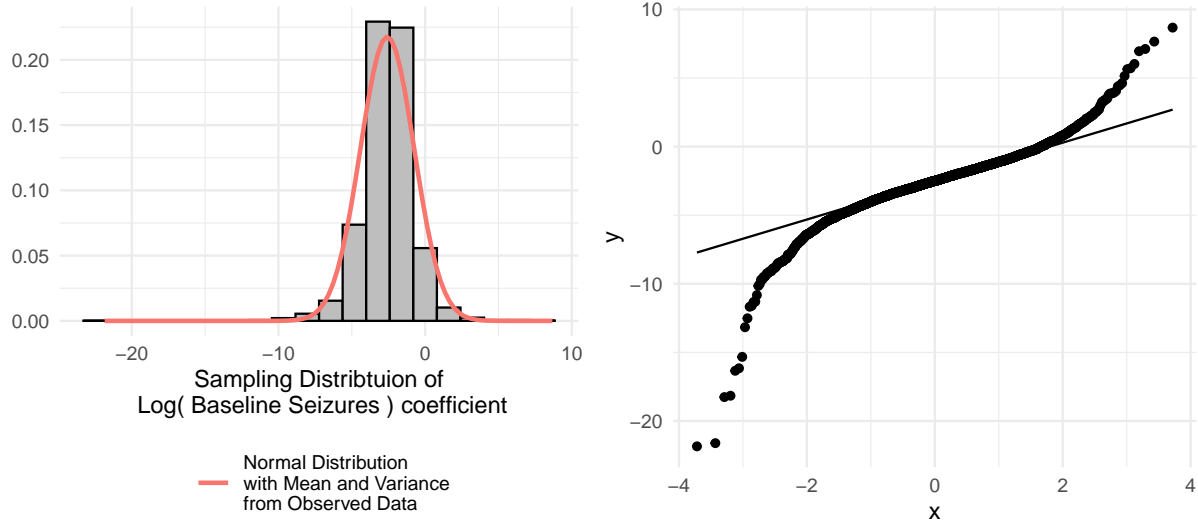 0.20
0.15
0.10
0.05
0.00
−20
−10
0
10
Sampling Distribtuion of
Log( Baseline Seizures ) coefficient
Normal Distribution
with Mean and Variance
from Observed Data
10
0
−10
−20
y
−4
−2
0
2
4
x